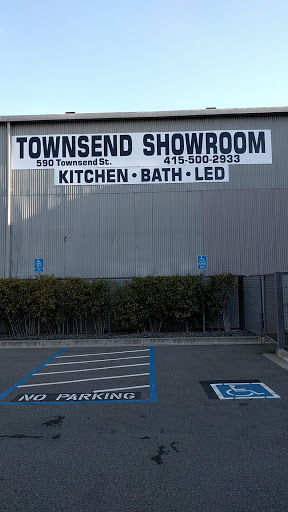 TOWNSEND SHOWROOM
590 Townsend St. 415-500-2933
KITCHEN • BATH • LED
NO PARKING